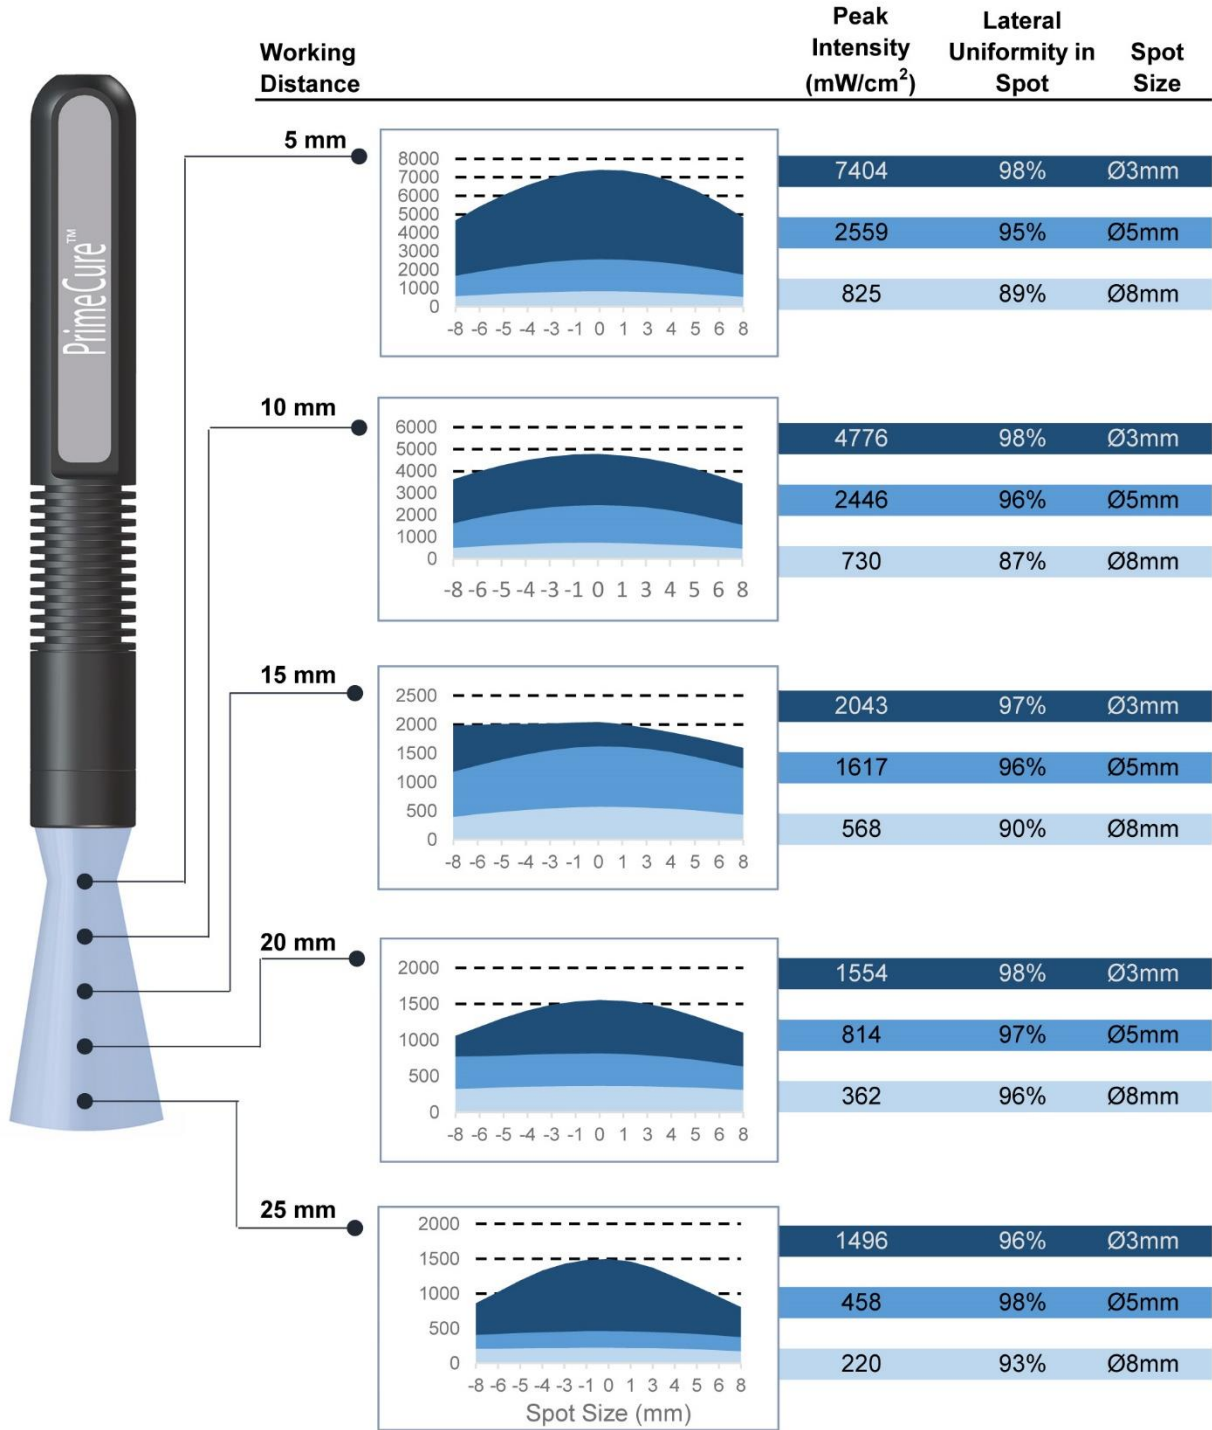 Working
Distance
Peak
Intensity
(mW/cm²)
Lateral
Uniformity in
Spot
Spot
Size
PrimeCure™
5 mm
8000
7000
6000
5000
4000
3000
2000
1000
0
-8 -6 -5 -4 -3 -1 0 1 3 4 5 6 8
7404 98% Ø3mm
2559 95% Ø5mm
825 89% Ø8mm
10 mm
6000
5000
4000
3000
2000
1000
0
-8 -6 -5 -4 -3 -1 0 1 3 4 5 6 8
4776 98% Ø3mm
2446 96% Ø5mm
730 87% Ø8mm
15 mm
2500
2000
1500
1000
500
0
-8 -6 -5 -4 -3 -1 0 1 3 4 5 6 8
2043 97% Ø3mm
1617 96% Ø5mm
568 90% Ø8mm
20 mm
2000
1500
1000
500
0
-8 -6 -5 -4 -3 -1 0 1 3 4 5 6 8
1554 98% Ø3mm
814 97% Ø5mm
362 96% Ø8mm
25 mm
2000
1500
1000
500
0
-8 -6 -5 -4 -3 -1 0 1 3 4 5 6 8
Spot Size (mm)
1496 96% Ø3mm
458 98% Ø5mm
220 93% Ø8mm